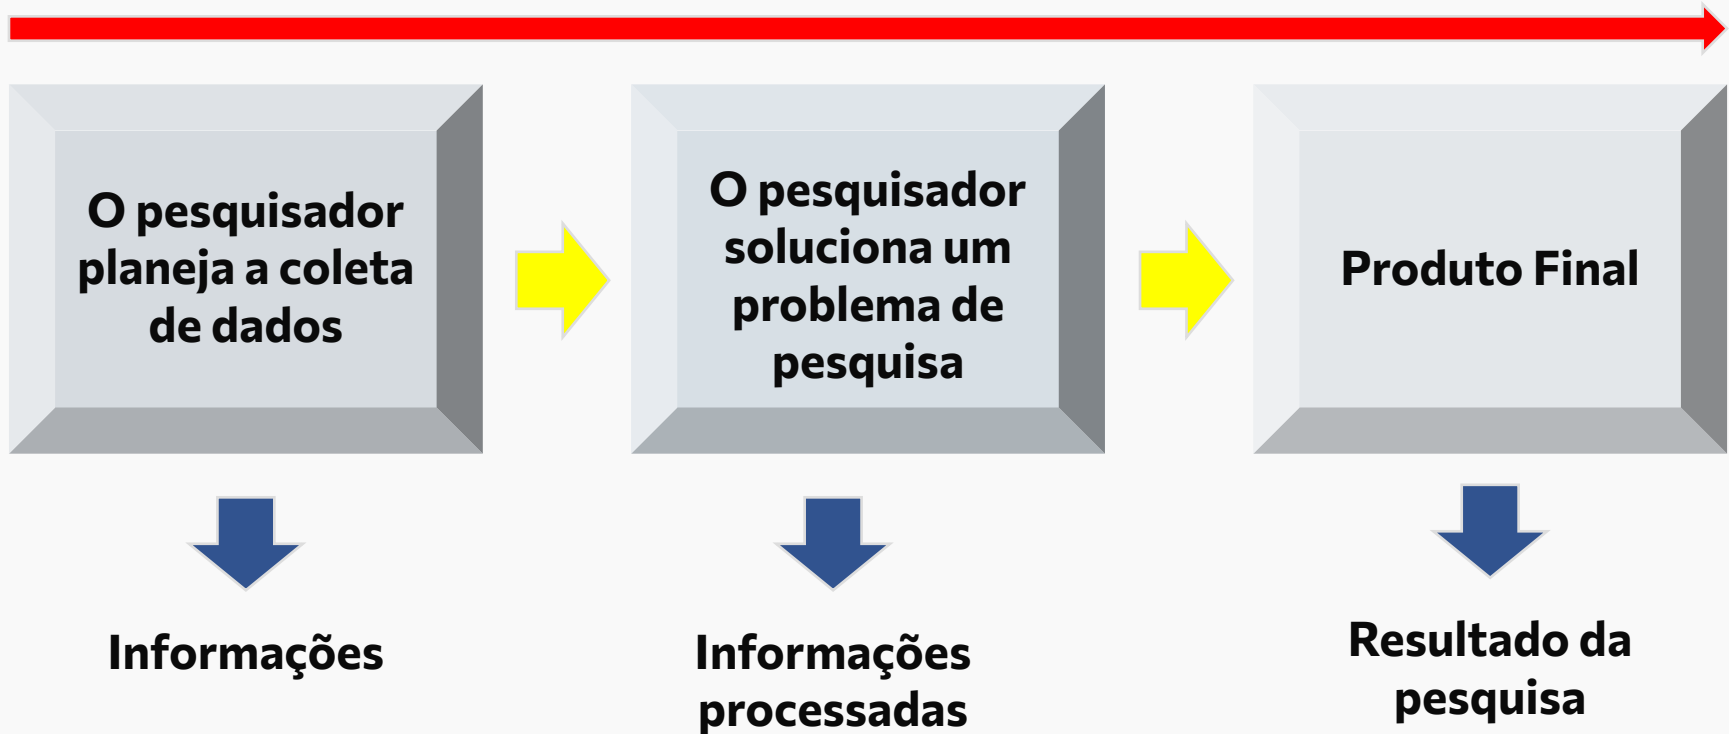 O pesquisador
planeja a coleta
de dados
O pesquisador
soluciona um
problema de
pesquisa
Produto Final
Informações
Informações
processadas
Resultado da
pesquisa